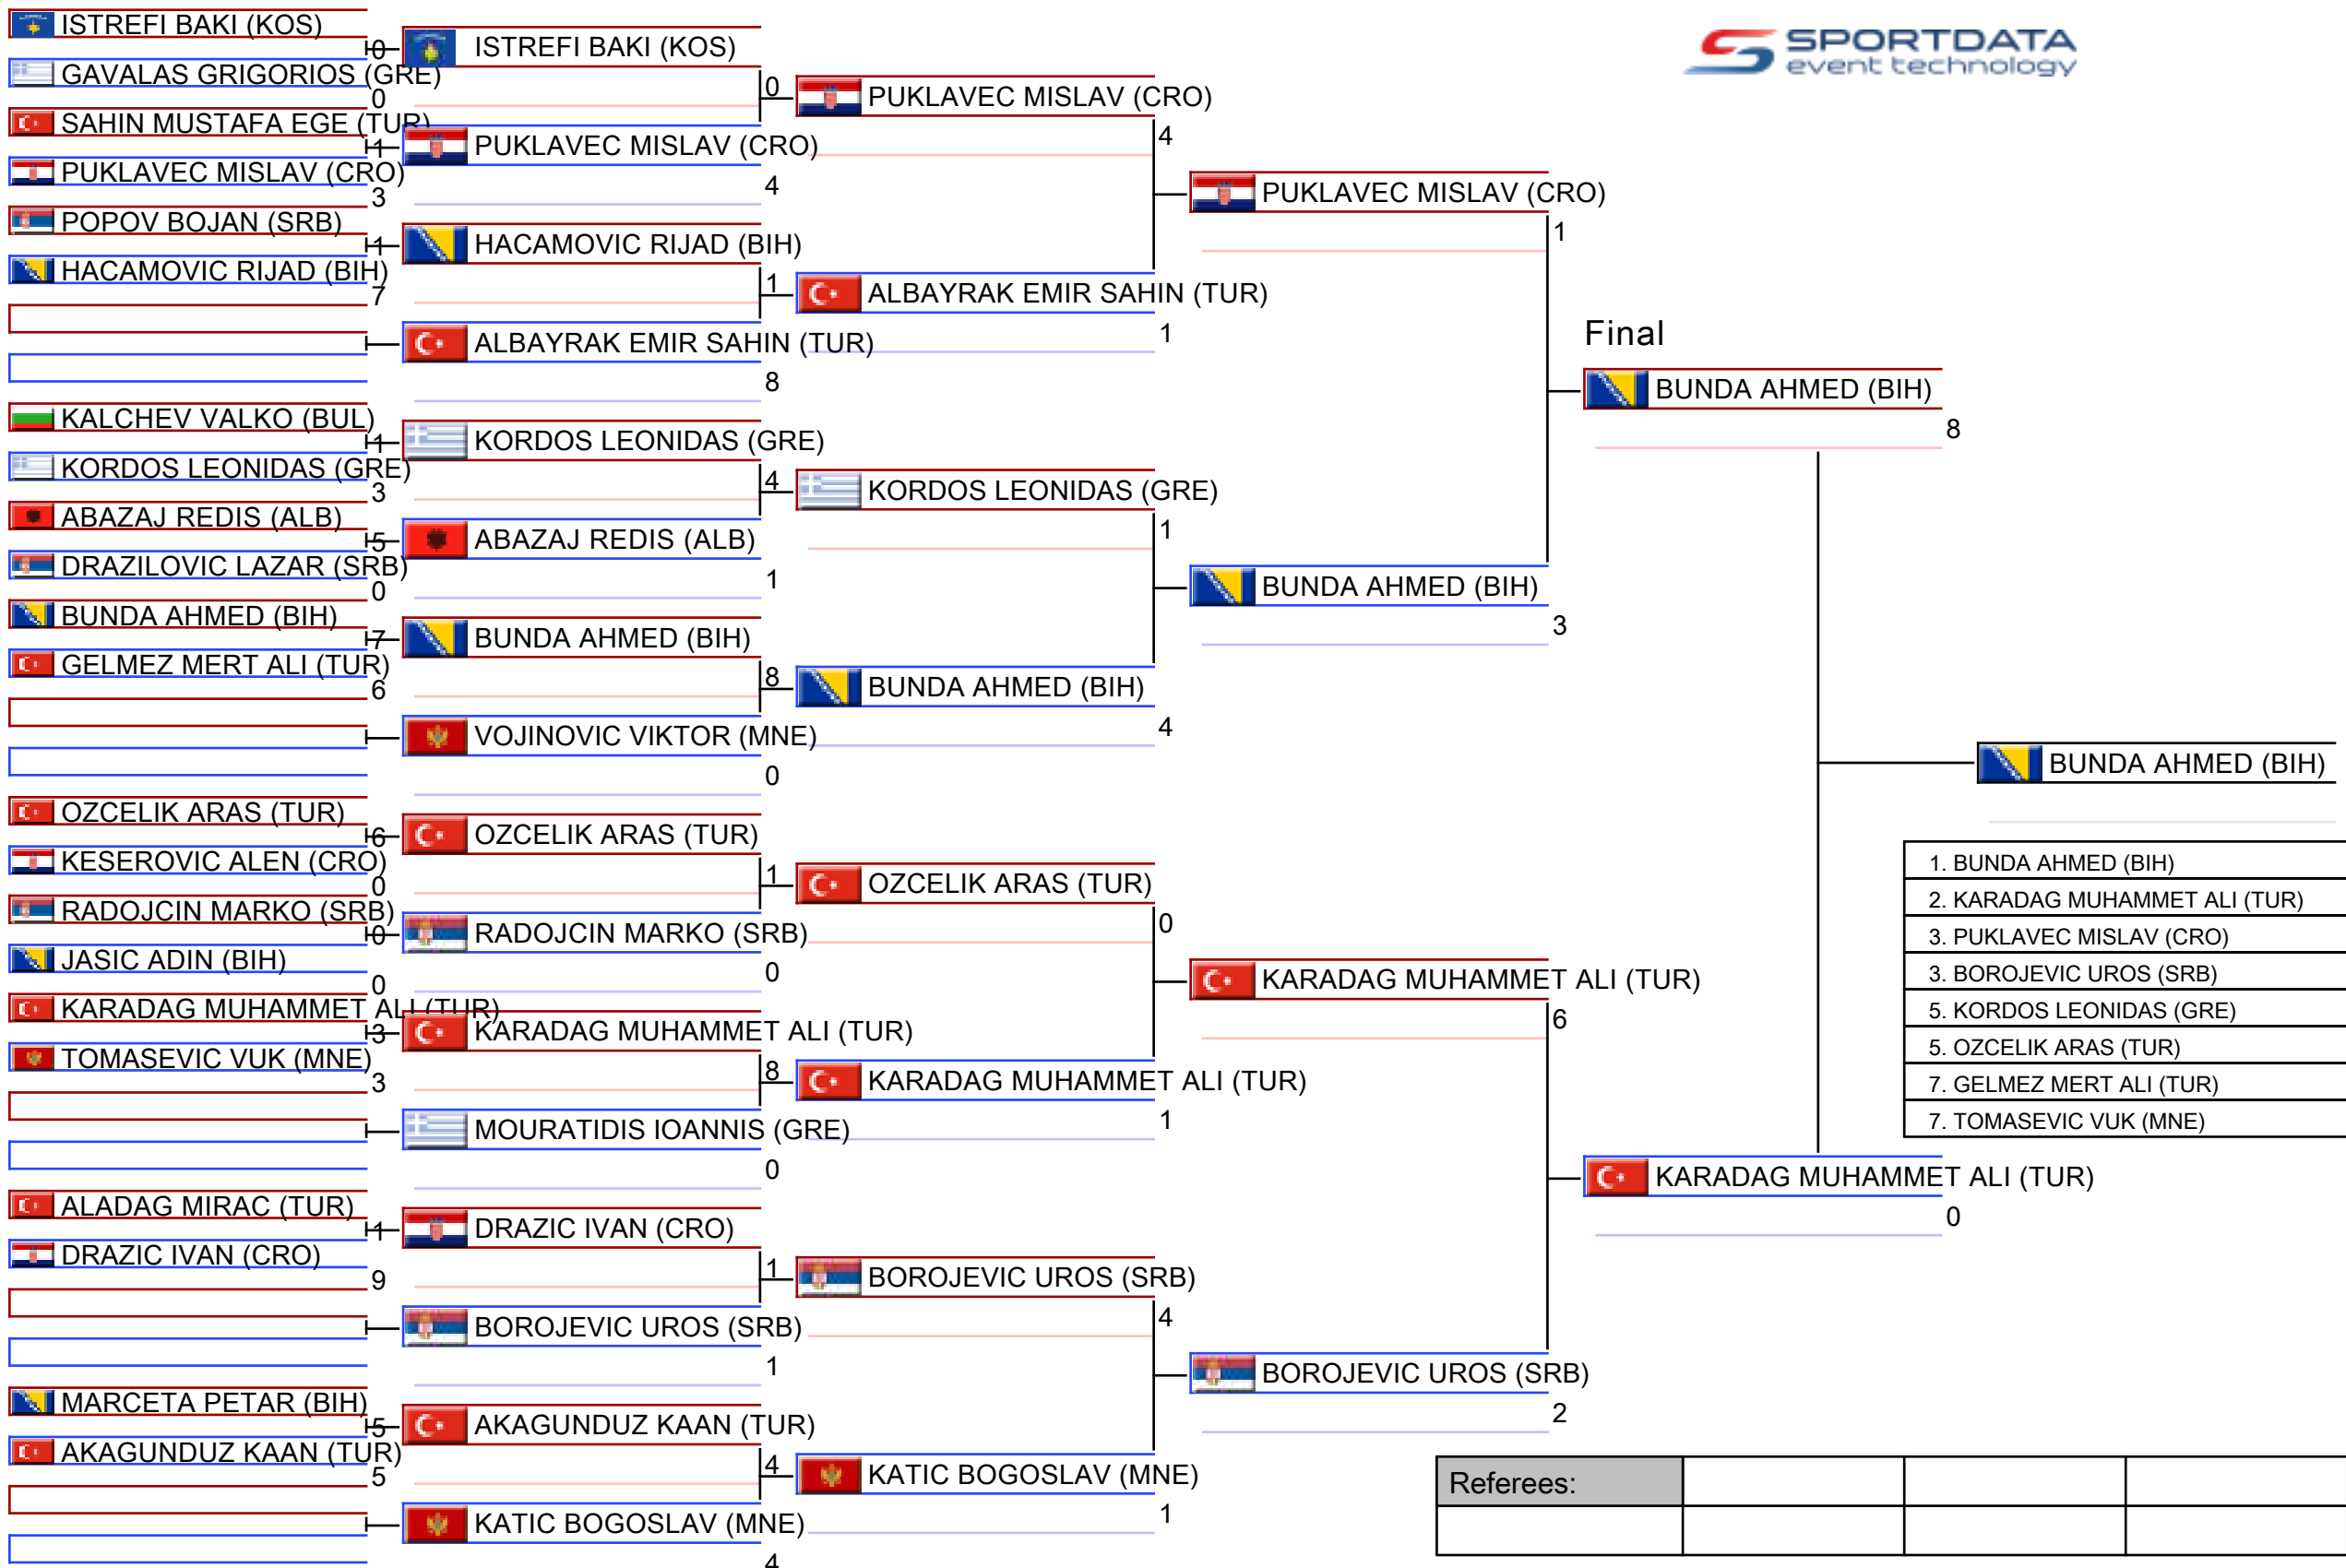 ISTREFI BAKI (KOS)
0
GAVALAS GRIGORIOS (GRE)
0
SAHIN MUSTAFA EGE (TUR)
1
PUKLAVEC MISLAV (CRO)
3
POPOV BOJAN (SRB)
1
HACAMOVIC RIJAD (BIH)
7
KALCHEV VALKO (BUL)
1
KORDOS LEONIDAS (GRE)
3
ABAZAJ REDIS (ALB)
5
DRAZILOVIC LAZAR (SRB)
0
BUNDA AHMED (BIH)
7
GELMEZ MERT ALI (TUR)
6
OZCELIK ARAS (TUR)
6
KESEROVIC ALEN (CRO)
0
RADOJCIN MARKO (SRB)
0
JASIC ADIN (BIH)
0
KARADAG MUHAMMET ALI (TUR)
3
TOMASEVIC VUK (MNE)
3
ALADAG MIRAC (TUR)
1
DRAZIC IVAN (CRO)
9
MARCETA PETAR (BIH)
5
AKAGUNDUZ KAAN (TUR)
5
ISTREFI BAKI (KOS)
0
PUKLAVEC MISLAV (CRO)
4
HACAMOVIC RIJAD (BIH)
1
ALBAYRAK EMIR SAHIN (TUR)
8
KORDOS LEONIDAS (GRE)
4
ABAZAJ REDIS (ALB)
1
BUNDA AHMED (BIH)
8
VOJINOVIC VIKTOR (MNE)
0
OZCELIK ARAS (TUR)
1
RADOJCIN MARKO (SRB)
0
KARADAG MUHAMMET ALI (TUR)
8
MOURATIDIS IOANNIS (GRE)
0
DRAZIC IVAN (CRO)
1
BOROJEVIC UROS (SRB)
1
AKAGUNDUZ KAAN (TUR)
4
KATIC BOGOSLAV (MNE)
4
PUKLAVEC MISLAV (CRO)
4
ALBAYRAK EMIR SAHIN (TUR)
1
KORDOS LEONIDAS (GRE)
1
BUNDA AHMED (BIH)
4
OZCELIK ARAS (TUR)
0
KARADAG MUHAMMET ALI (TUR)
1
BOROJEVIC UROS (SRB)
4
KATIC BOGOSLAV (MNE)
1
PUKLAVEC MISLAV (CRO)
1
BUNDA AHMED (BIH)
3
KARADAG MUHAMMET ALI (TUR)
6
BOROJEVIC UROS (SRB)
2
Final
BUNDA AHMED (BIH)
8
KARADAG MUHAMMET ALI (TUR)
0
SPORTDATA
event technology
BUNDA AHMED (BIH)
1. BUNDA AHMED (BIH)
2. KARADAG MUHAMMET ALI (TUR)
3. PUKLAVEC MISLAV (CRO)
3. BOROJEVIC UROS (SRB)
5. KORDOS LEONIDAS (GRE)
5. OZCELIK ARAS (TUR)
7. GELMEZ MERT ALI (TUR)
7. TOMASEVIC VUK (MNE)
Referees: